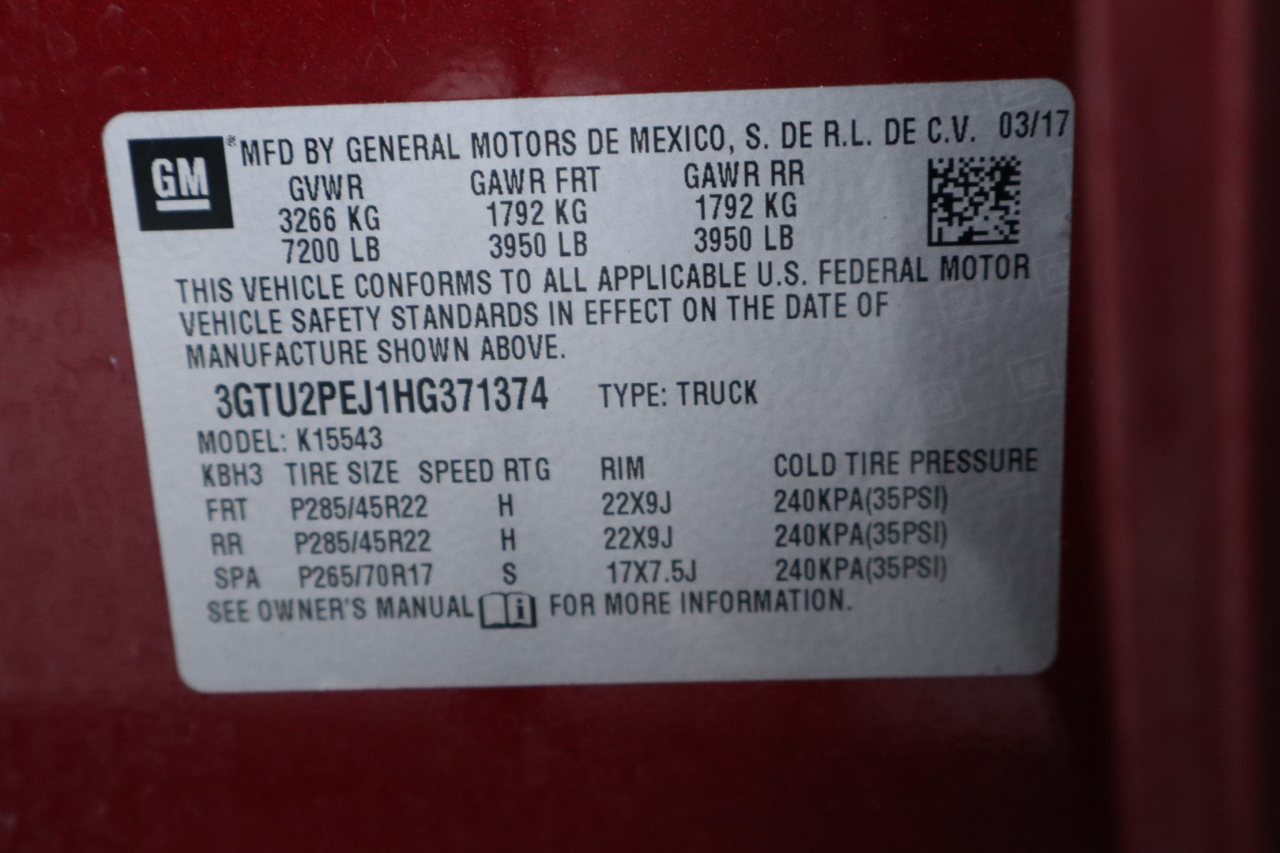 GM ® MFD BY GENERAL MOTORS DE MEXICO, S. DE R.L. DE C.V. 03/17
GVWR GAWR FRT GAWR RR
3266 KG 1792 KG 1792 KG
7200 LB 3950 LB 3950 LB
THIS VEHICLE CONFORMS TO ALL APPLICABLE U.S. FEDERAL MOTOR
VEHICLE SAFETY STANDARDS IN EFFECT ON THE DATE OF
MANUFACTURE SHOWN ABOVE.
3GTU2PEJ1HG371374 TYPE: TRUCK
MODEL: K15543
KBH3 TIRE SIZE SPEED RTG RIM COLD TIRE PRESSURE
FRT P285/45R22 H 22X9J 240KPA(35PSI)
RR P285/45R22 H 22X9J 240KPA(35PSI)
SPA P265/70R17 S 17X7.5J 240KPA(35PSI)
SEE OWNER'S MANUAL i FOR MORE INFORMATION.